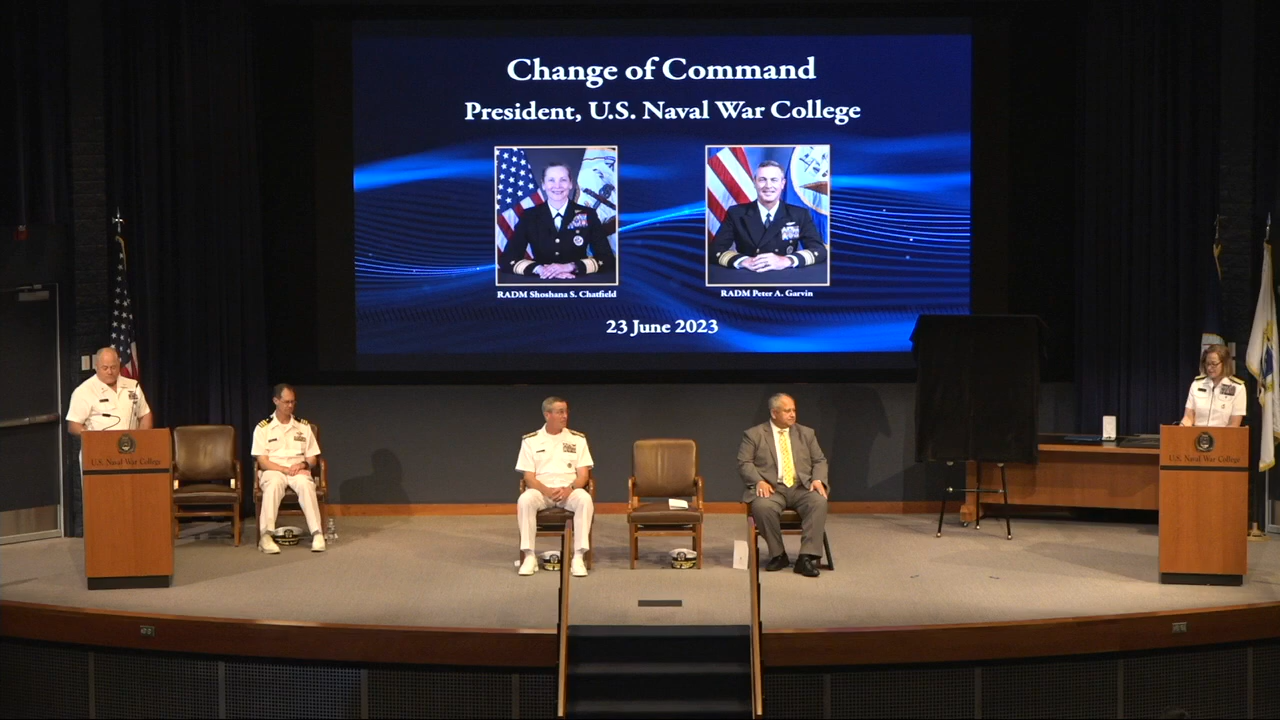 Change of Command
President, U.S. Naval War College
RADM Shoshana S. Chatfield
RADM Peter A. Garvin
23 June 2023
U.S. Naval War College
U.S. Naval War College